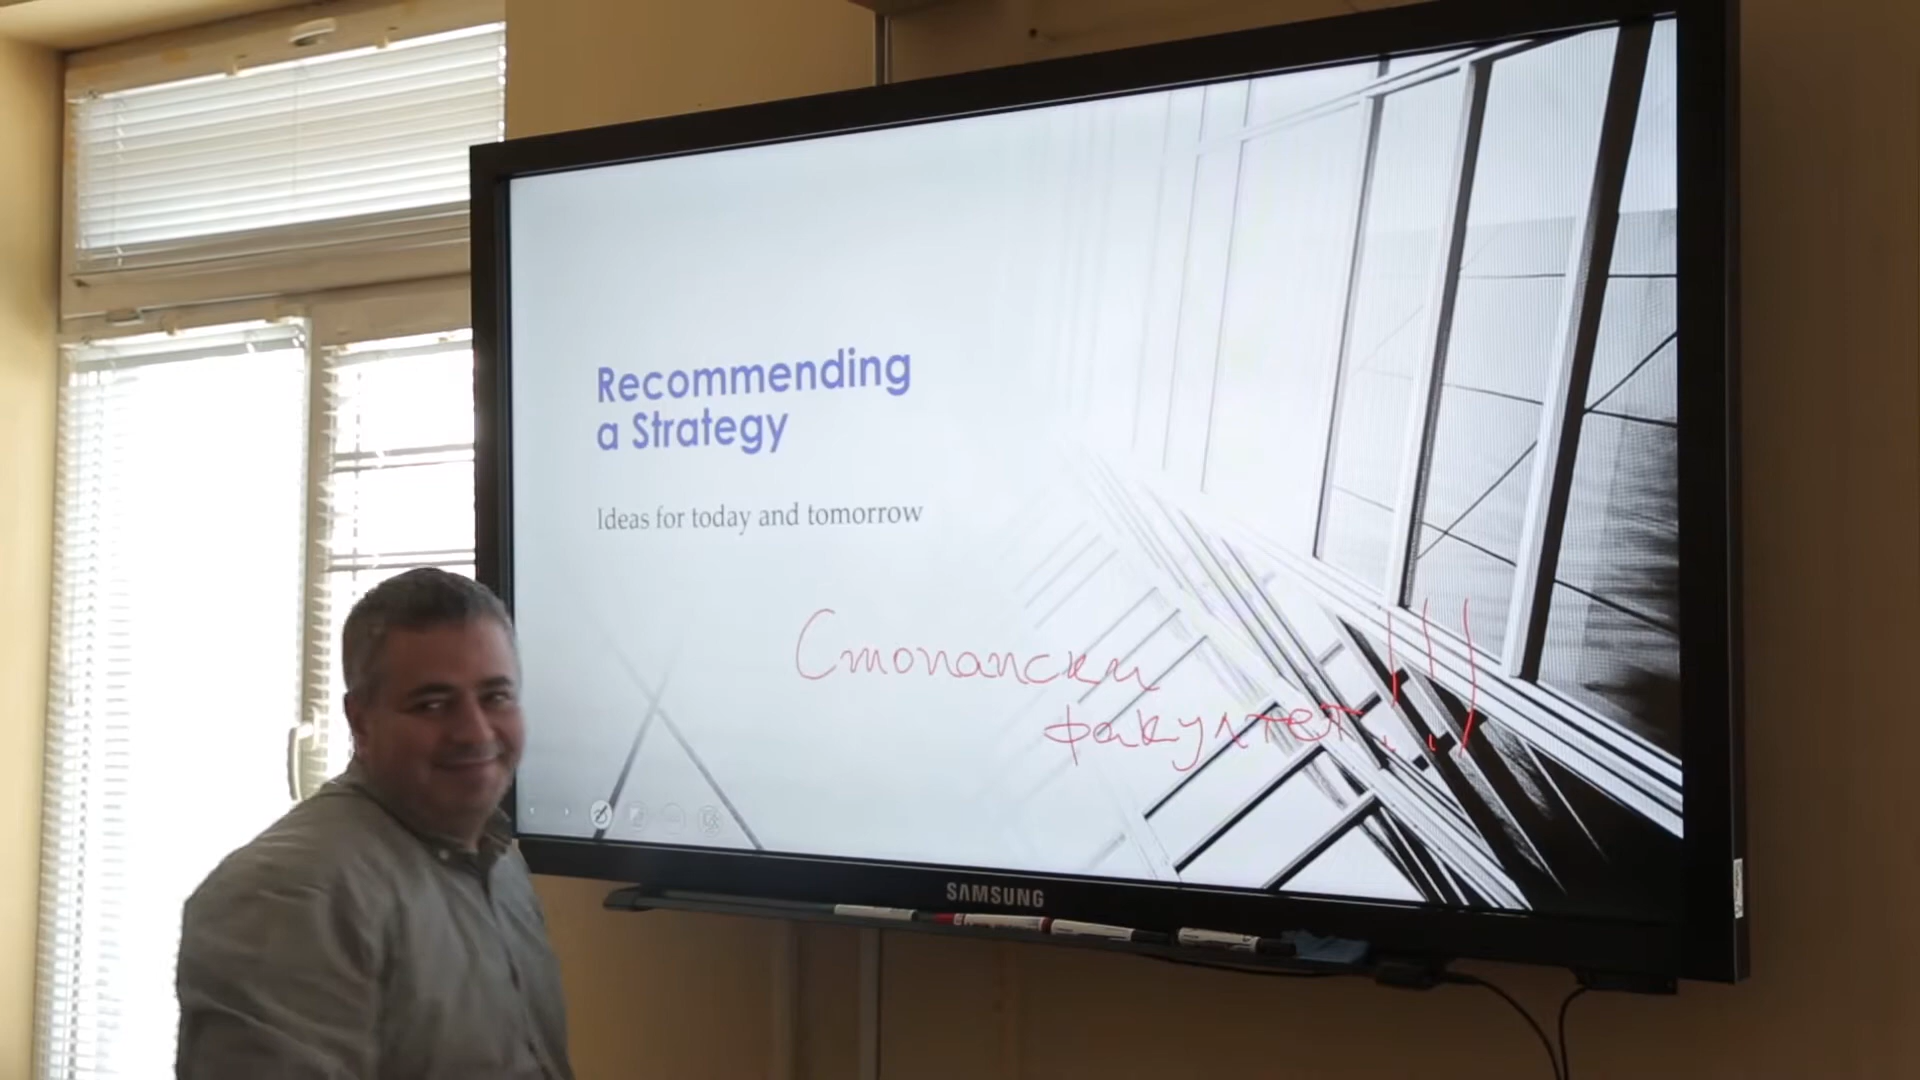 Recommending
a Strategy
Ideas for today and tomorrow
Стопански
факултет!!!
SAMSUNG